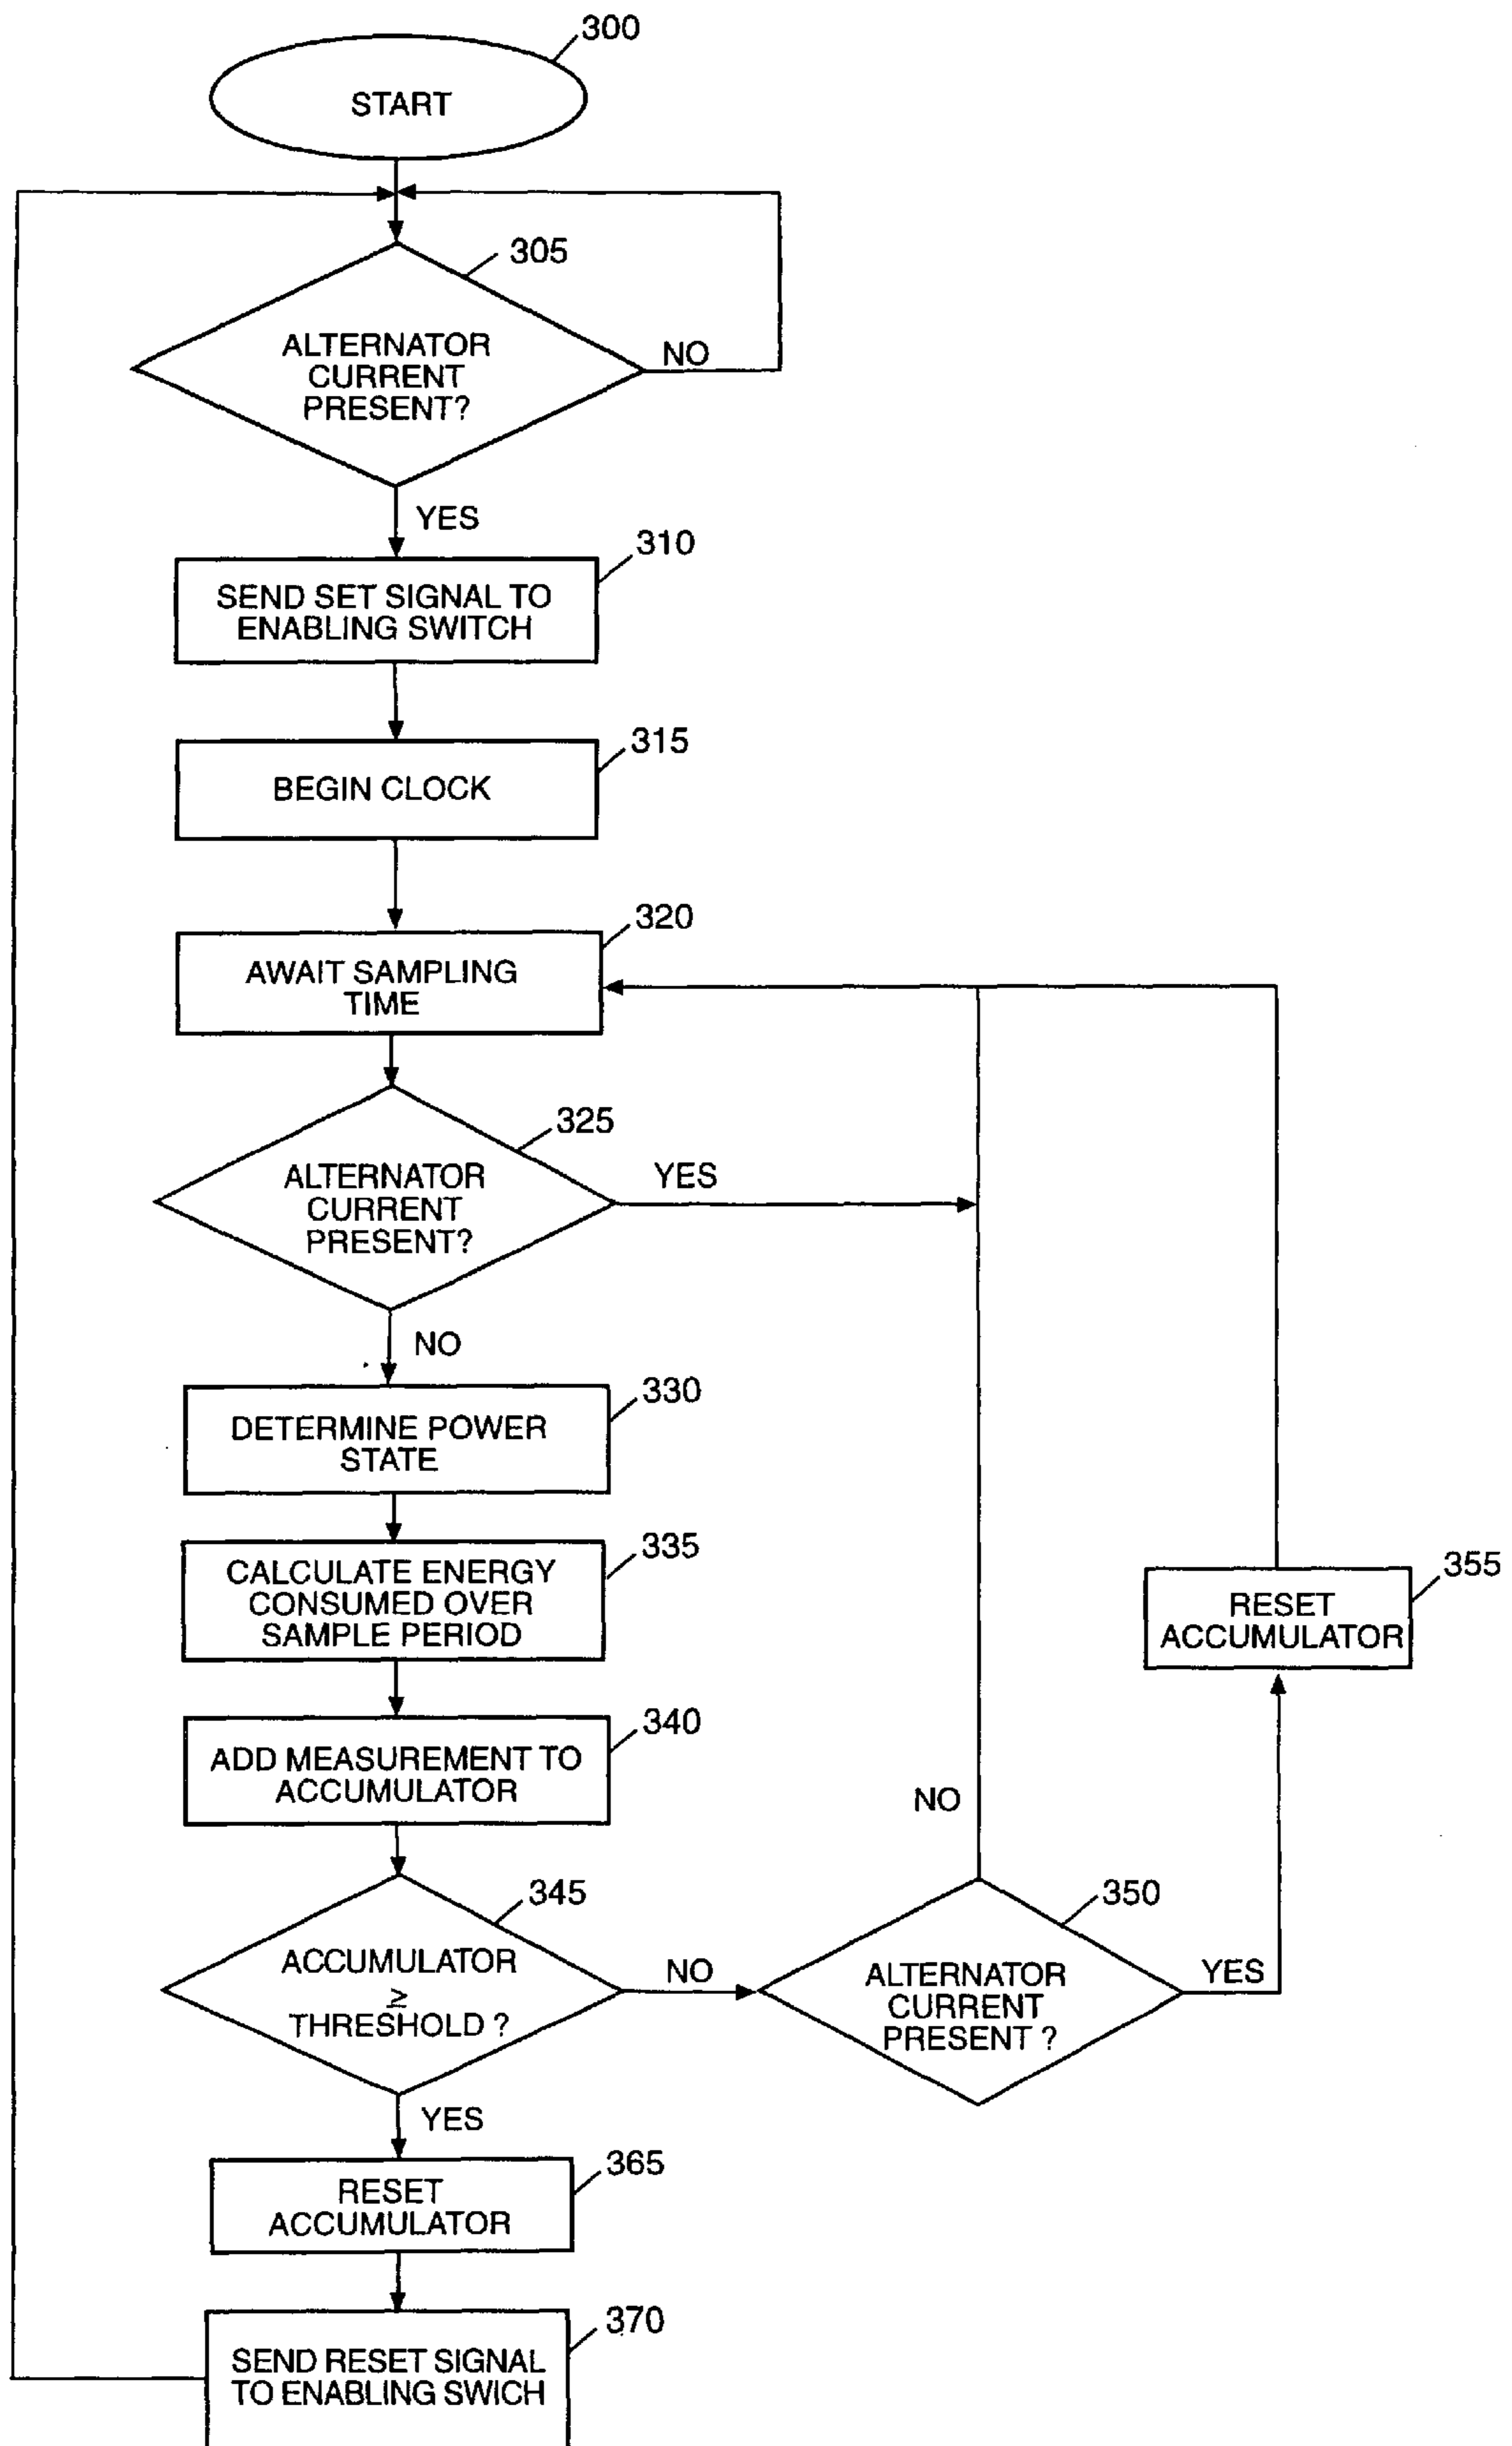 300
START
305
ALTERNATOR
CURRENT
PRESENT?
NO
YES
310
SEND SET SIGNAL TO
ENABLING SWITCH
315
BEGIN CLOCK
320
AWAIT SAMPLING
TIME
325
ALTERNATOR
CURRENT
PRESENT?
YES
NO
330
DETERMINE POWER
STATE
335
CALCULATE ENERGY
CONSUMED OVER
SAMPLE PERIOD
355
RESET
ACCUMULATOR
340
ADD MEASUREMENT TO
ACCUMULATOR
NO
345
ACCUMULATOR
≥
THRESHOLD ?
NO
350
ALTERNATOR
CURRENT
PRESENT ?
YES
YES
365
RESET
ACCUMULATOR
370
SEND RESET SIGNAL
TO ENABLING SWICH